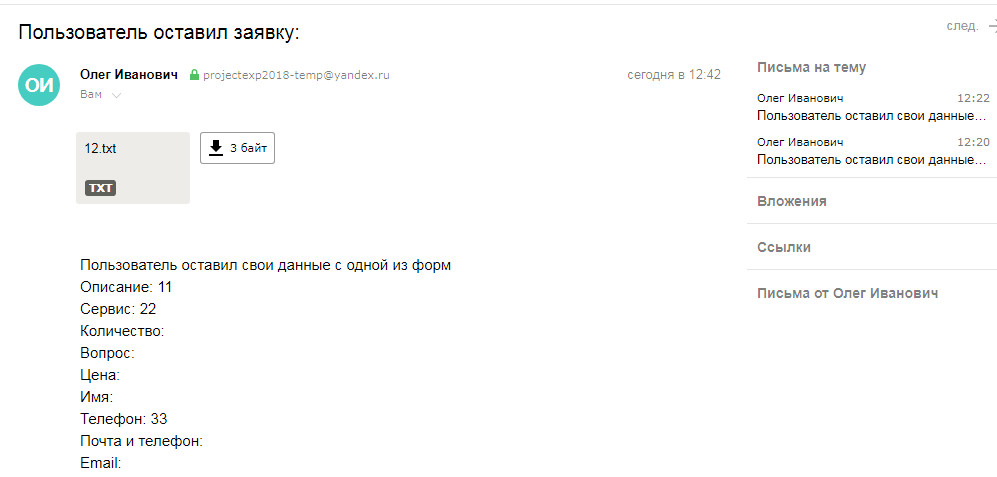 Пользователь оставил заявку:
след.
ОИ
Олег Иванович projectexp2018-temp@yandex.ru
сегодня в 12:42
Вам
12.txt
TXT
3 байт
Пользователь оставил свои данные с одной из форм
Описание: 11
Сервис: 22
Количество:
Вопрос:
Цена:
Имя:
Телефон: 33
Почта и телефон:
Email:
Письма на тему
Олег Иванович 12:22
Пользователь оставил свои данные…
Олег Иванович 12:20
Пользователь оставил свои данные…
Вложения
Ссылки
Письма от Олег Иванович